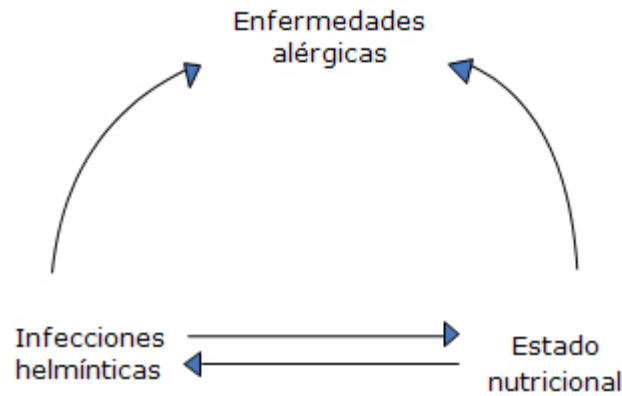 Enfermedades
alérgicas
Infecciones
helmínticas
Estado
nutricional